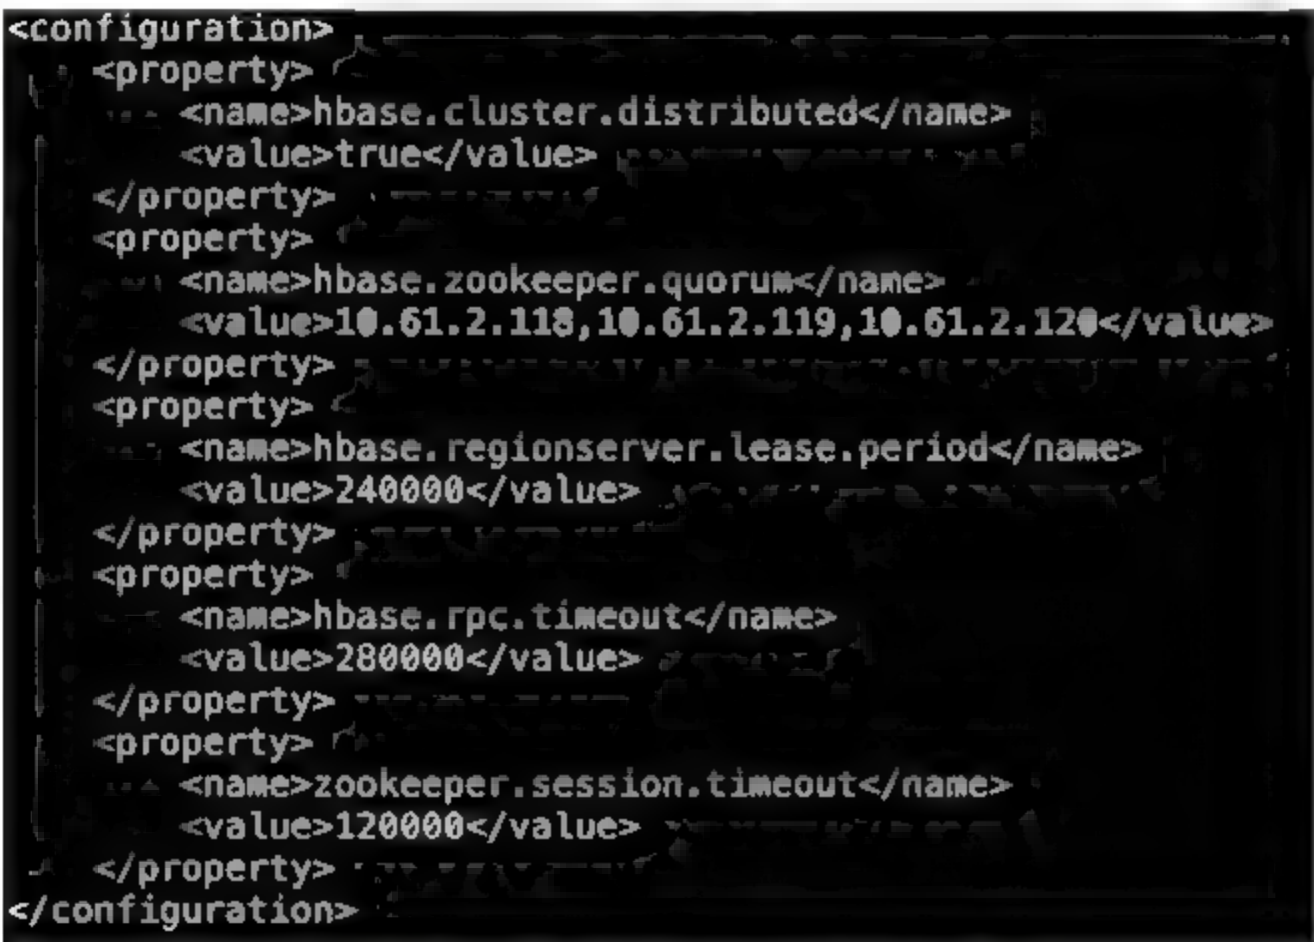 <configuration>
    <property>
        <name>hbase.cluster.distributed</name>
        <value>true</value>
    </property>
    <property>
        <name>hbase.zookeeper.quorum</name>
        <value>10.61.2.118,10.61.2.119,10.61.2.120</value>
    </property>
    <property>
        <name>hbase.regionserver.lease.period</name>
        <value>240000</value>
    </property>
    <property>
        <name>hbase.rpc.timeout</name>
        <value>280000</value>
    </property>
    <property>
        <name>zookeeper.session.timeout</name>
        <value>120000</value>
    </property>
</configuration>